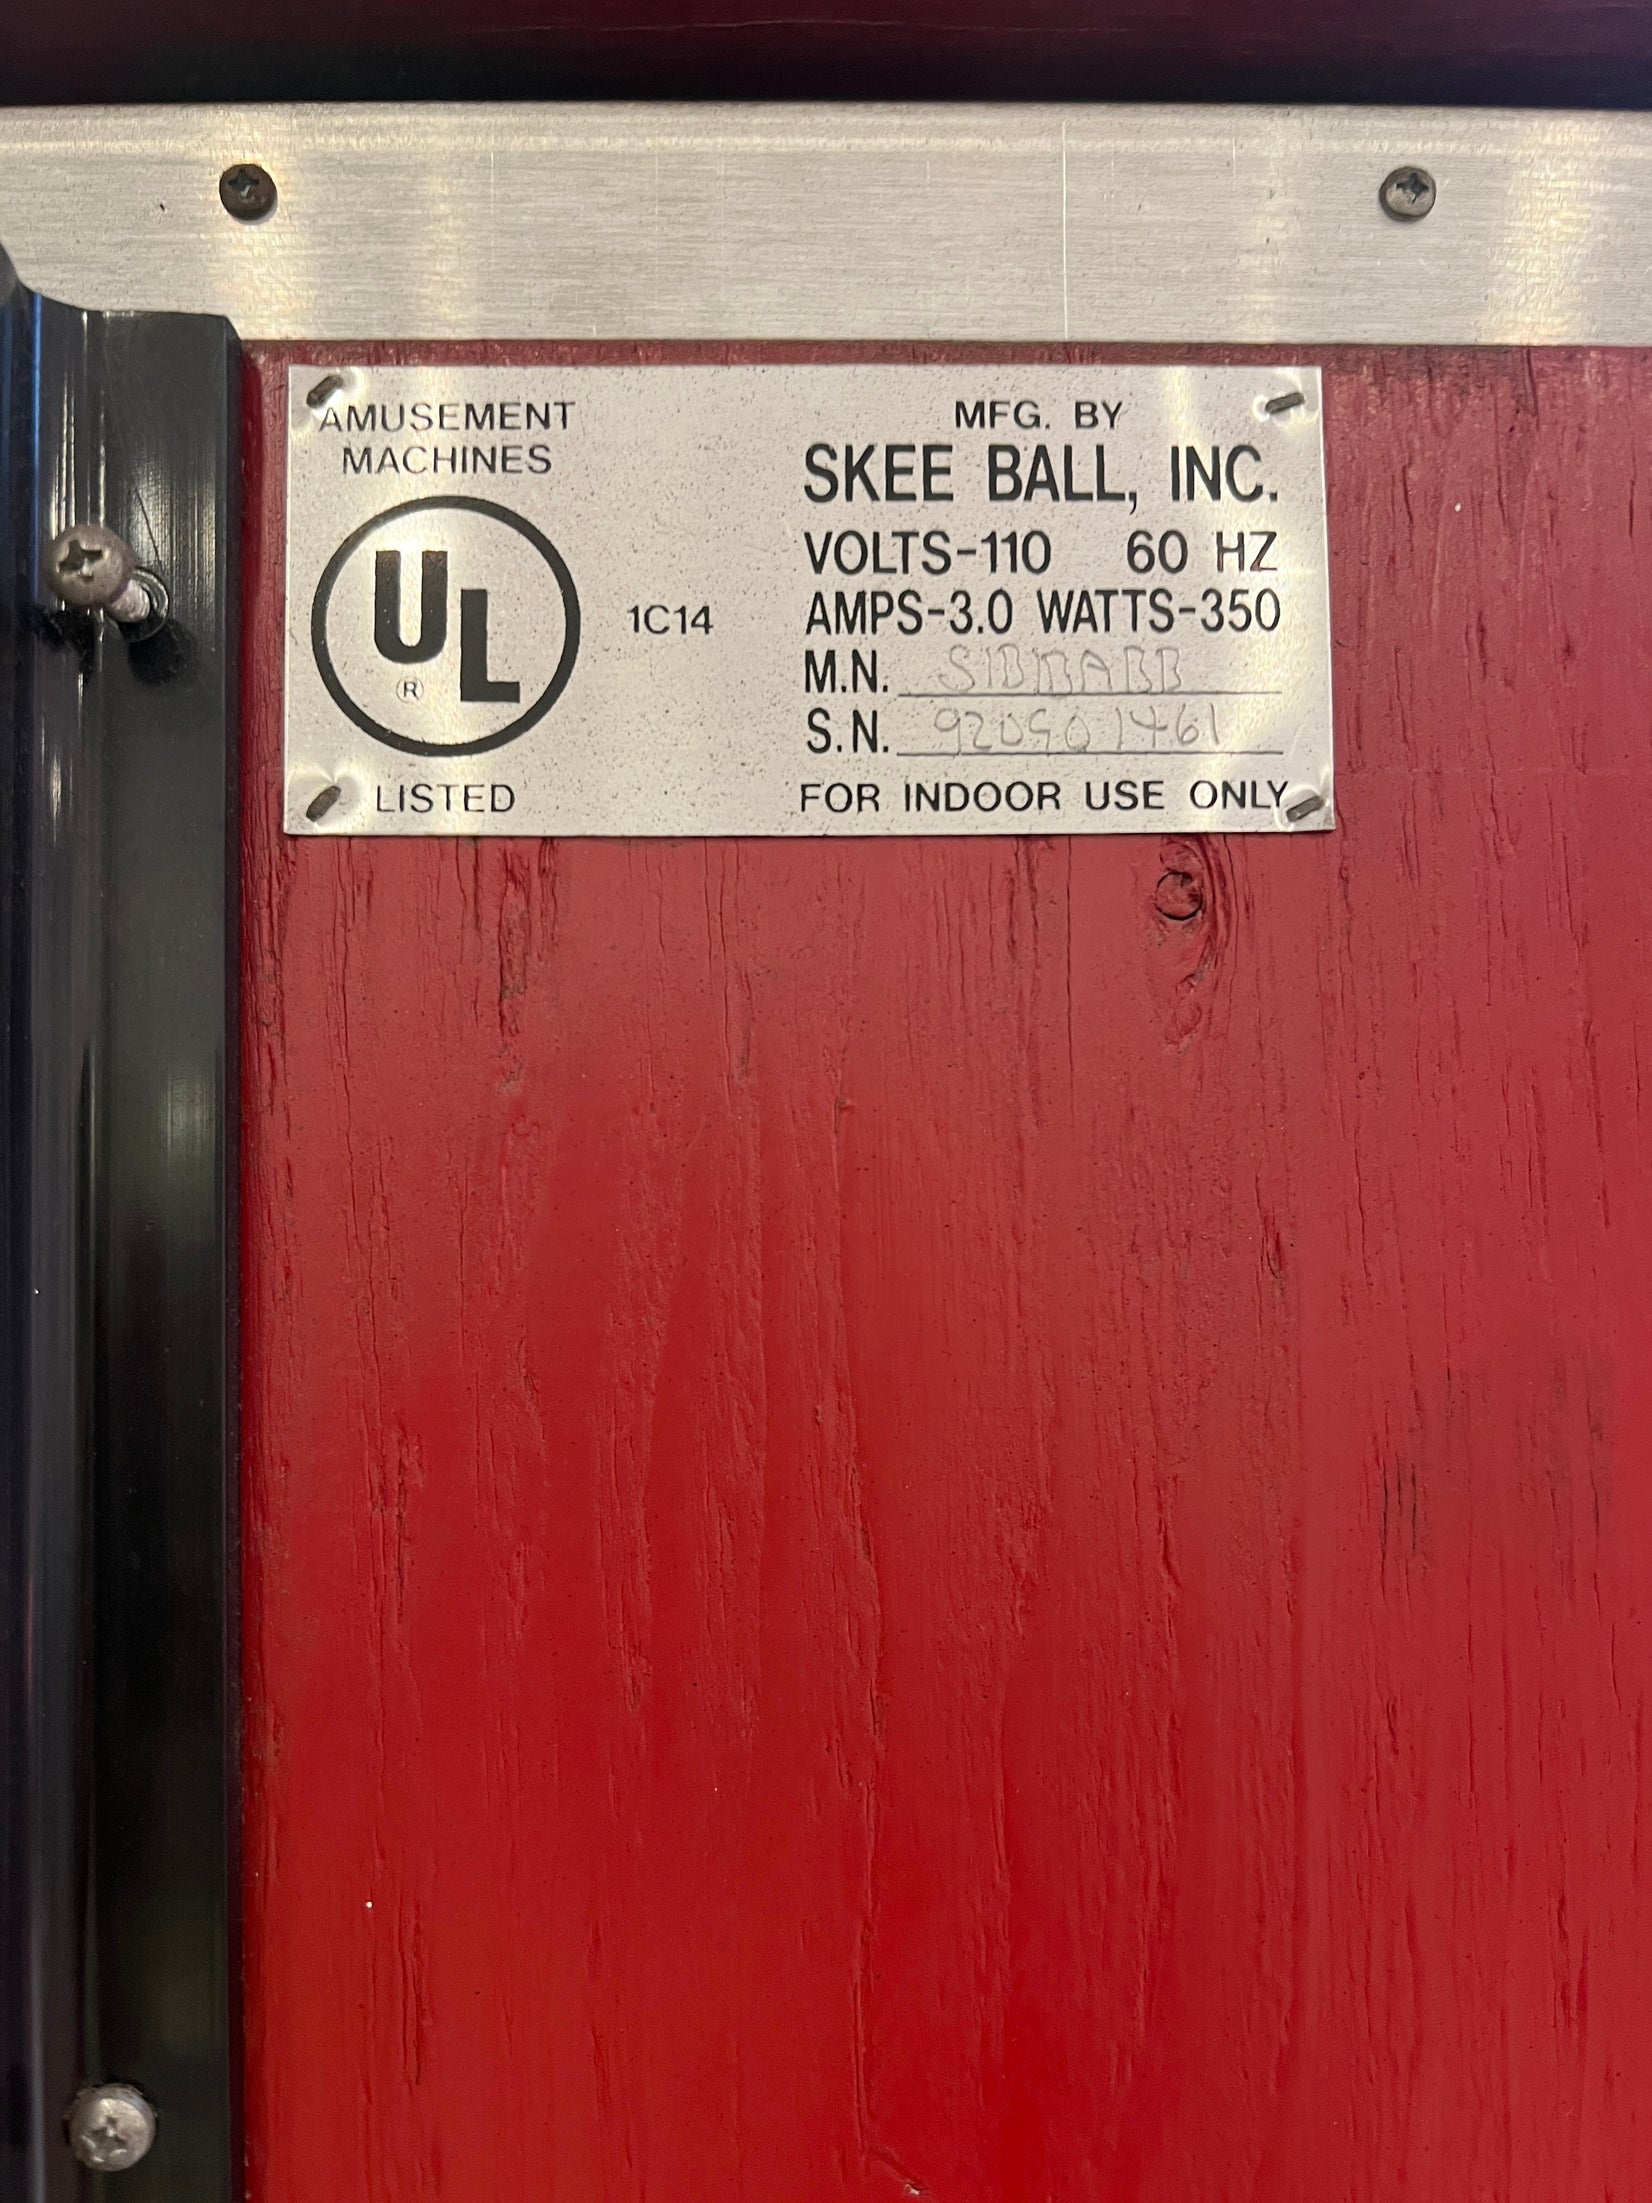 AMUSEMENT
MACHINES
UL
®
LISTED
1C14
MFG. BY
SKEE BALL, INC.
VOLTS-110 60 HZ
AMPS-3.0 WATTS-350
M.N.
S.N.
FOR INDOOR USE ONLY